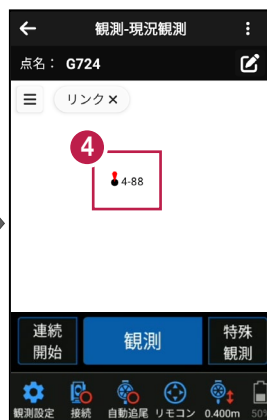 観測-現況観測
点名： G724
リンク ×
4
4-88
連続
開始
観測
特殊
観測
観測設定 接続 自動追尾 リモコン 0.400m 50%